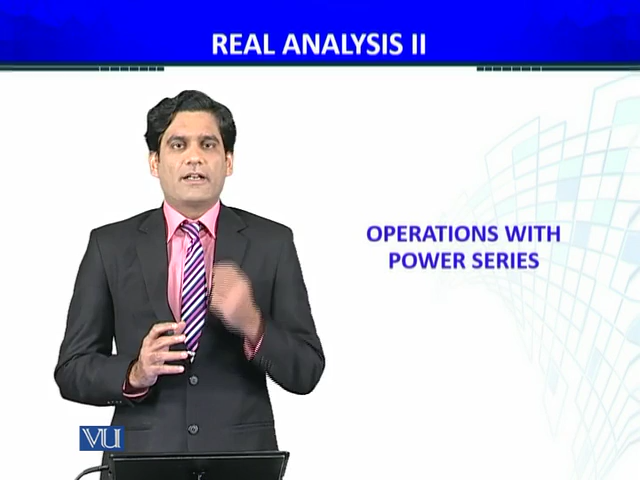 REAL ANALYSIS II
OPERATIONS WITH
POWER SERIES
VU